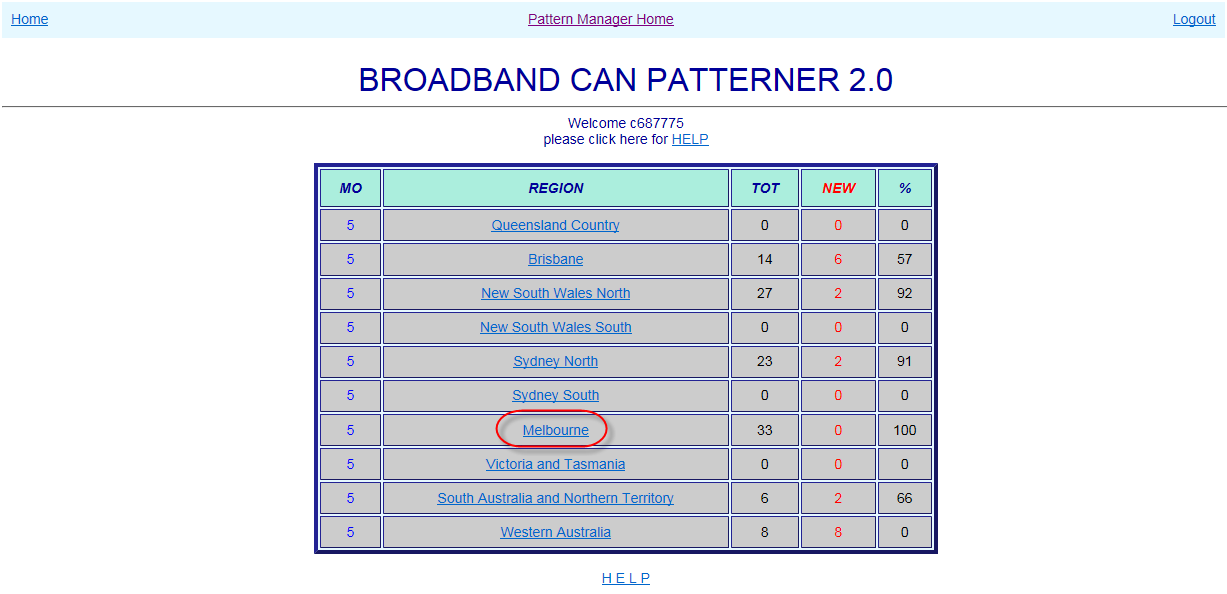 Home Pattern Manager Home Logout
BROADBAND CAN PATTERNER 2.0
Welcome c687775
please click here for HELP
MO REGION TOT NEW %
5 Queensland Country 0 0 0
5 Brisbane 14 6 57
5 New South Wales North 27 2 92
5 New South Wales South 0 0 0
5 Sydney North 23 2 91
5 Sydney South 0 0 0
5 Melbourne 33 0 100
5 Victoria and Tasmania 0 0 0
5 South Australia and Northern Territory 6 2 66
5 Western Australia 8 8 0
H E L P